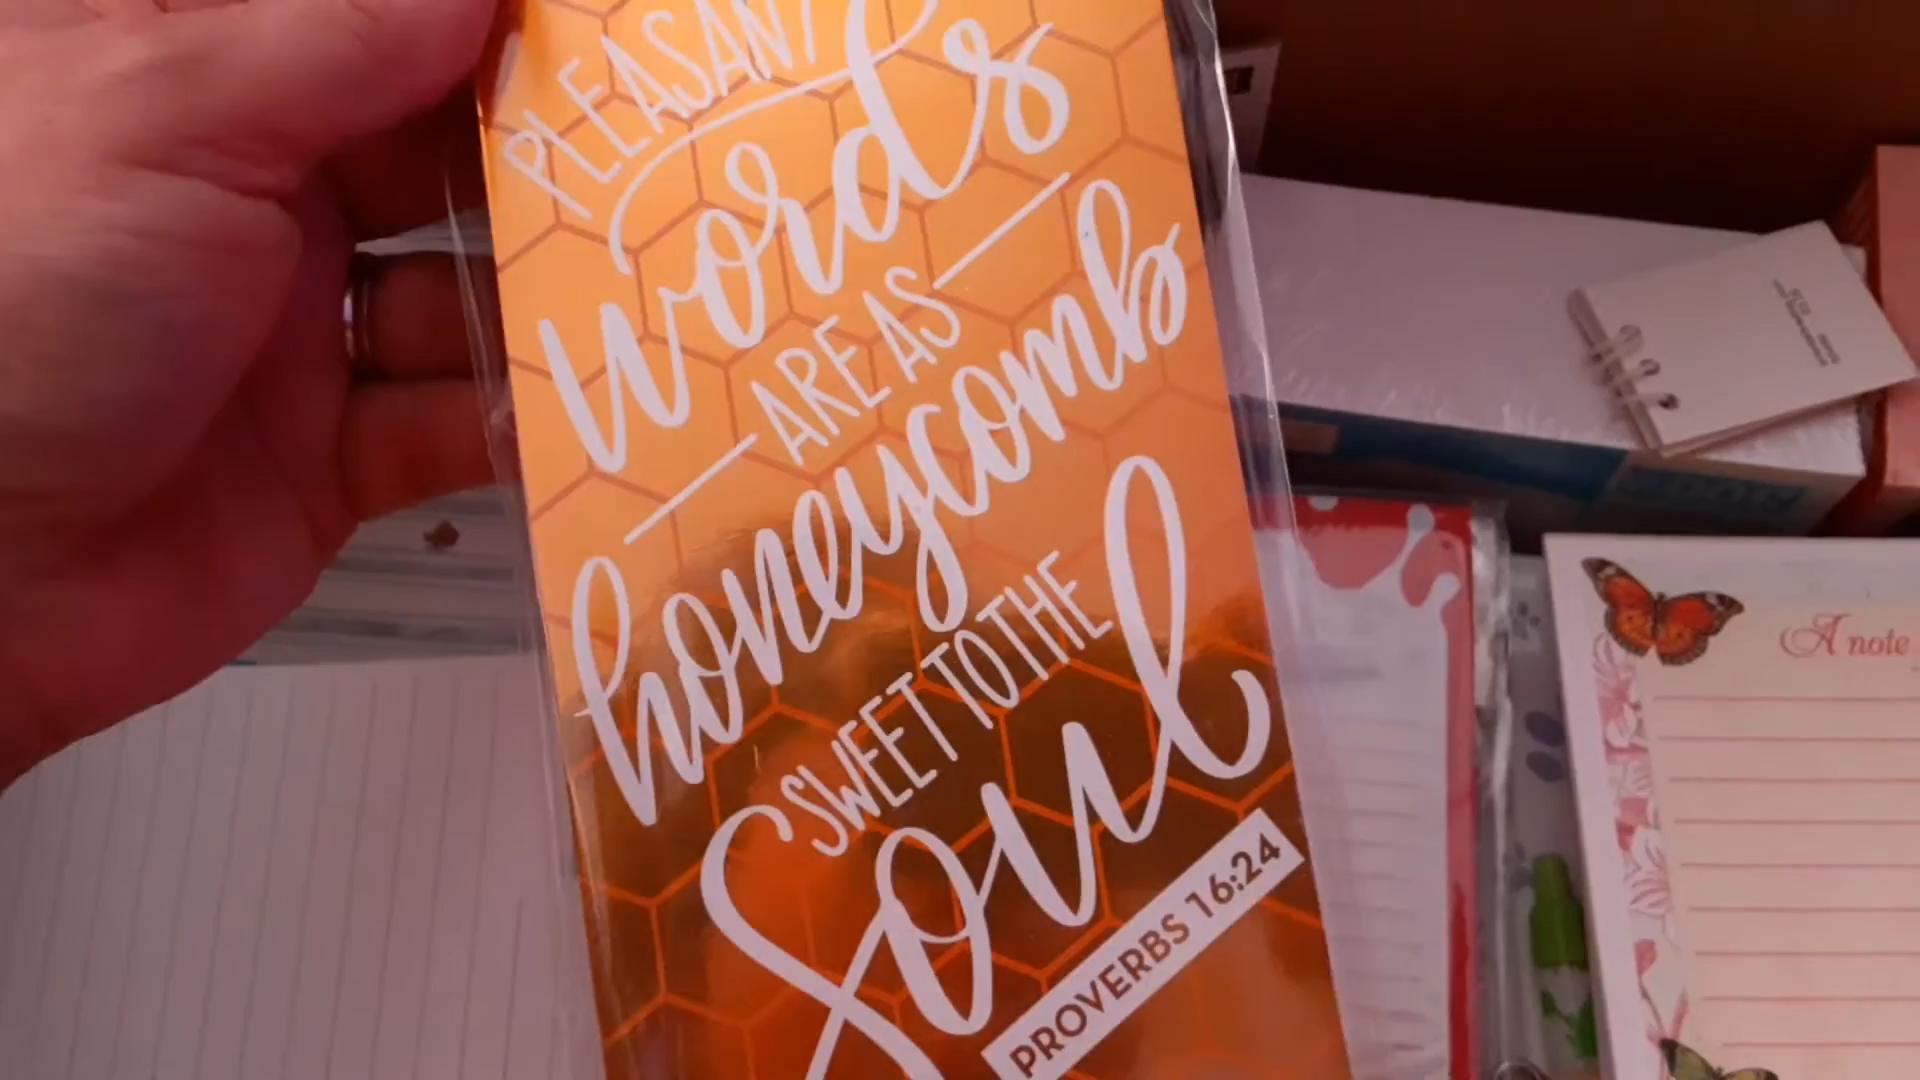 PLEASANT
words
ARE AS
honeycomb
SWEET TO THE
soul
PROVERBS 16:24
A note